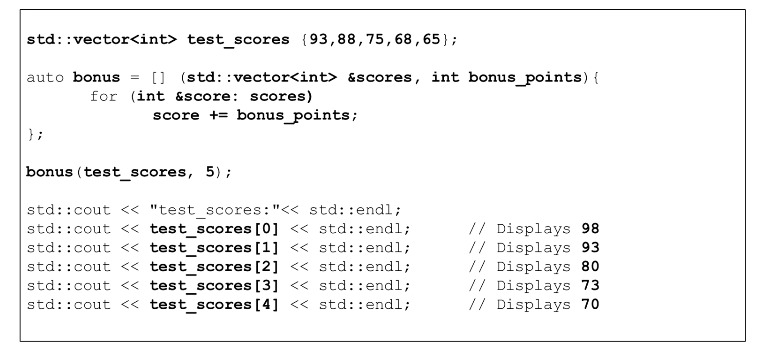 std::vector<int> test_scores {93,88,75,68,65};
auto bonus = [] (std::vector<int> &scores, int bonus_points){
for (int &score: scores)
score += bonus_points;
};
bonus(test_scores, 5);
std::cout << "test_scores:"<< std::endl;
std::cout << test_scores[0] << std::endl; // Displays 98
std::cout << test_scores[1] << std::endl; // Displays 93
std::cout << test_scores[2] << std::endl; // Displays 80
std::cout << test_scores[3] << std::endl; // Displays 73
std::cout << test_scores[4] << std::endl; // Displays 70